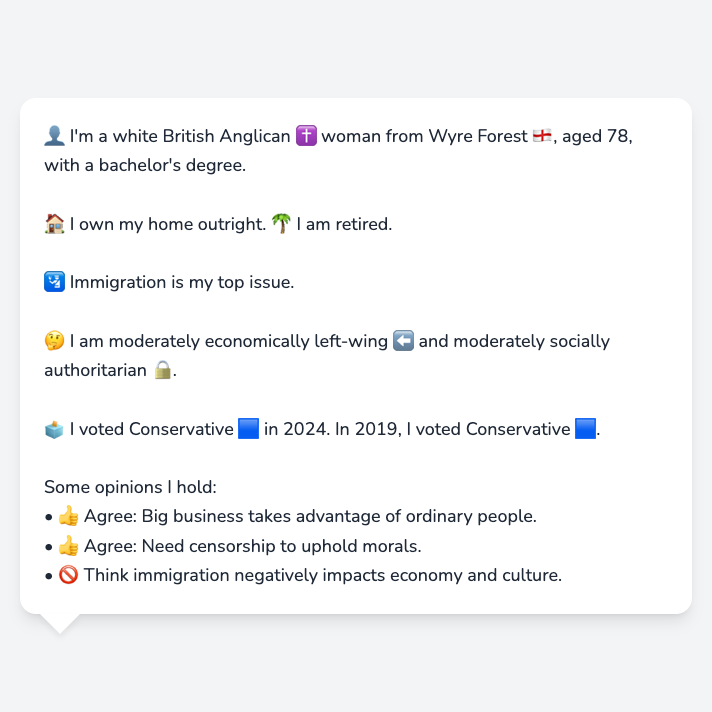 👤 I'm a white British Anglican ✝️ woman from Wyre Forest 🏴󠁧󠁢󠁥󠁮󠁧󠁿, aged 78,
with a bachelor's degree.
🏠 I own my home outright. 🌴 I am retired.
🛂 Immigration is my top issue.
🤔 I am moderately economically left-wing ⬅️ and moderately socially
authoritarian 🔒.
🗳️ I voted Conservative 🟦 in 2024. In 2019, I voted Conservative 🟦.
Some opinions I hold:
• 👍 Agree: Big business takes advantage of ordinary people.
• 👍 Agree: Need censorship to uphold morals.
• 🚫 Think immigration negatively impacts economy and culture.